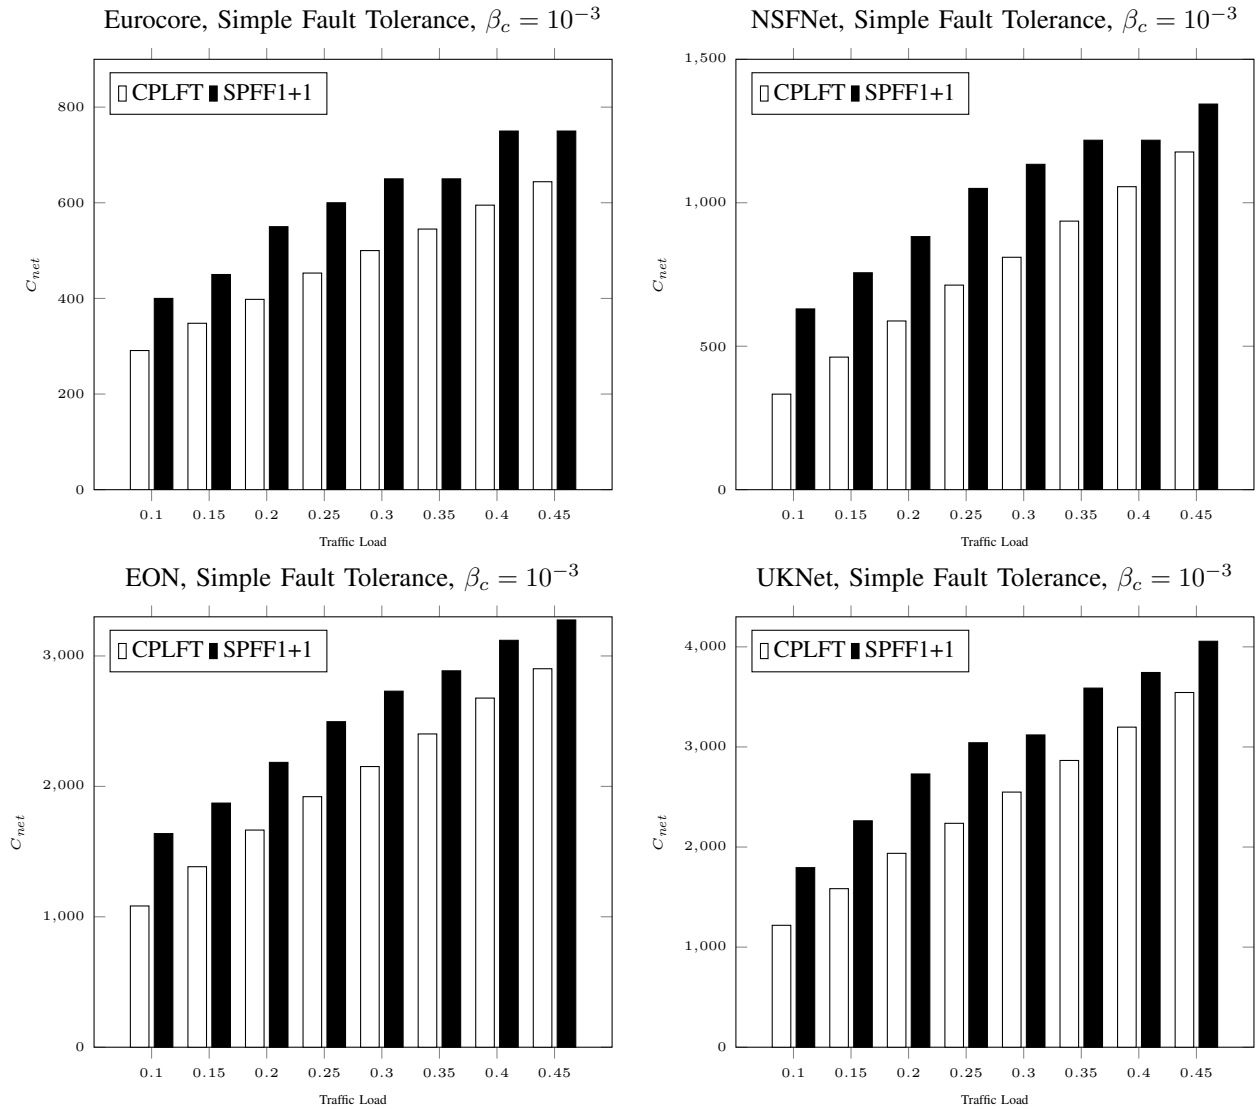 Eurocore, Simple Fault Tolerance, β_c = 10⁻³
CPLFT SPFF1+1
800
600
400
200
0
C_net
0.1 0.15 0.2 0.25 0.3 0.35 0.4 0.45
Traffic Load
NSFNet, Simple Fault Tolerance, β_c = 10⁻³
CPLFT SPFF1+1
1,500
1,000
500
0
C_net
0.1 0.15 0.2 0.25 0.3 0.35 0.4 0.45
Traffic Load
EON, Simple Fault Tolerance, β_c = 10⁻³
CPLFT SPFF1+1
3,000
2,000
1,000
0
C_net
0.1 0.15 0.2 0.25 0.3 0.35 0.4 0.45
Traffic Load
UKNet, Simple Fault Tolerance, β_c = 10⁻³
CPLFT SPFF1+1
4,000
3,000
2,000
1,000
0
C_net
0.1 0.15 0.2 0.25 0.3 0.35 0.4 0.45
Traffic Load